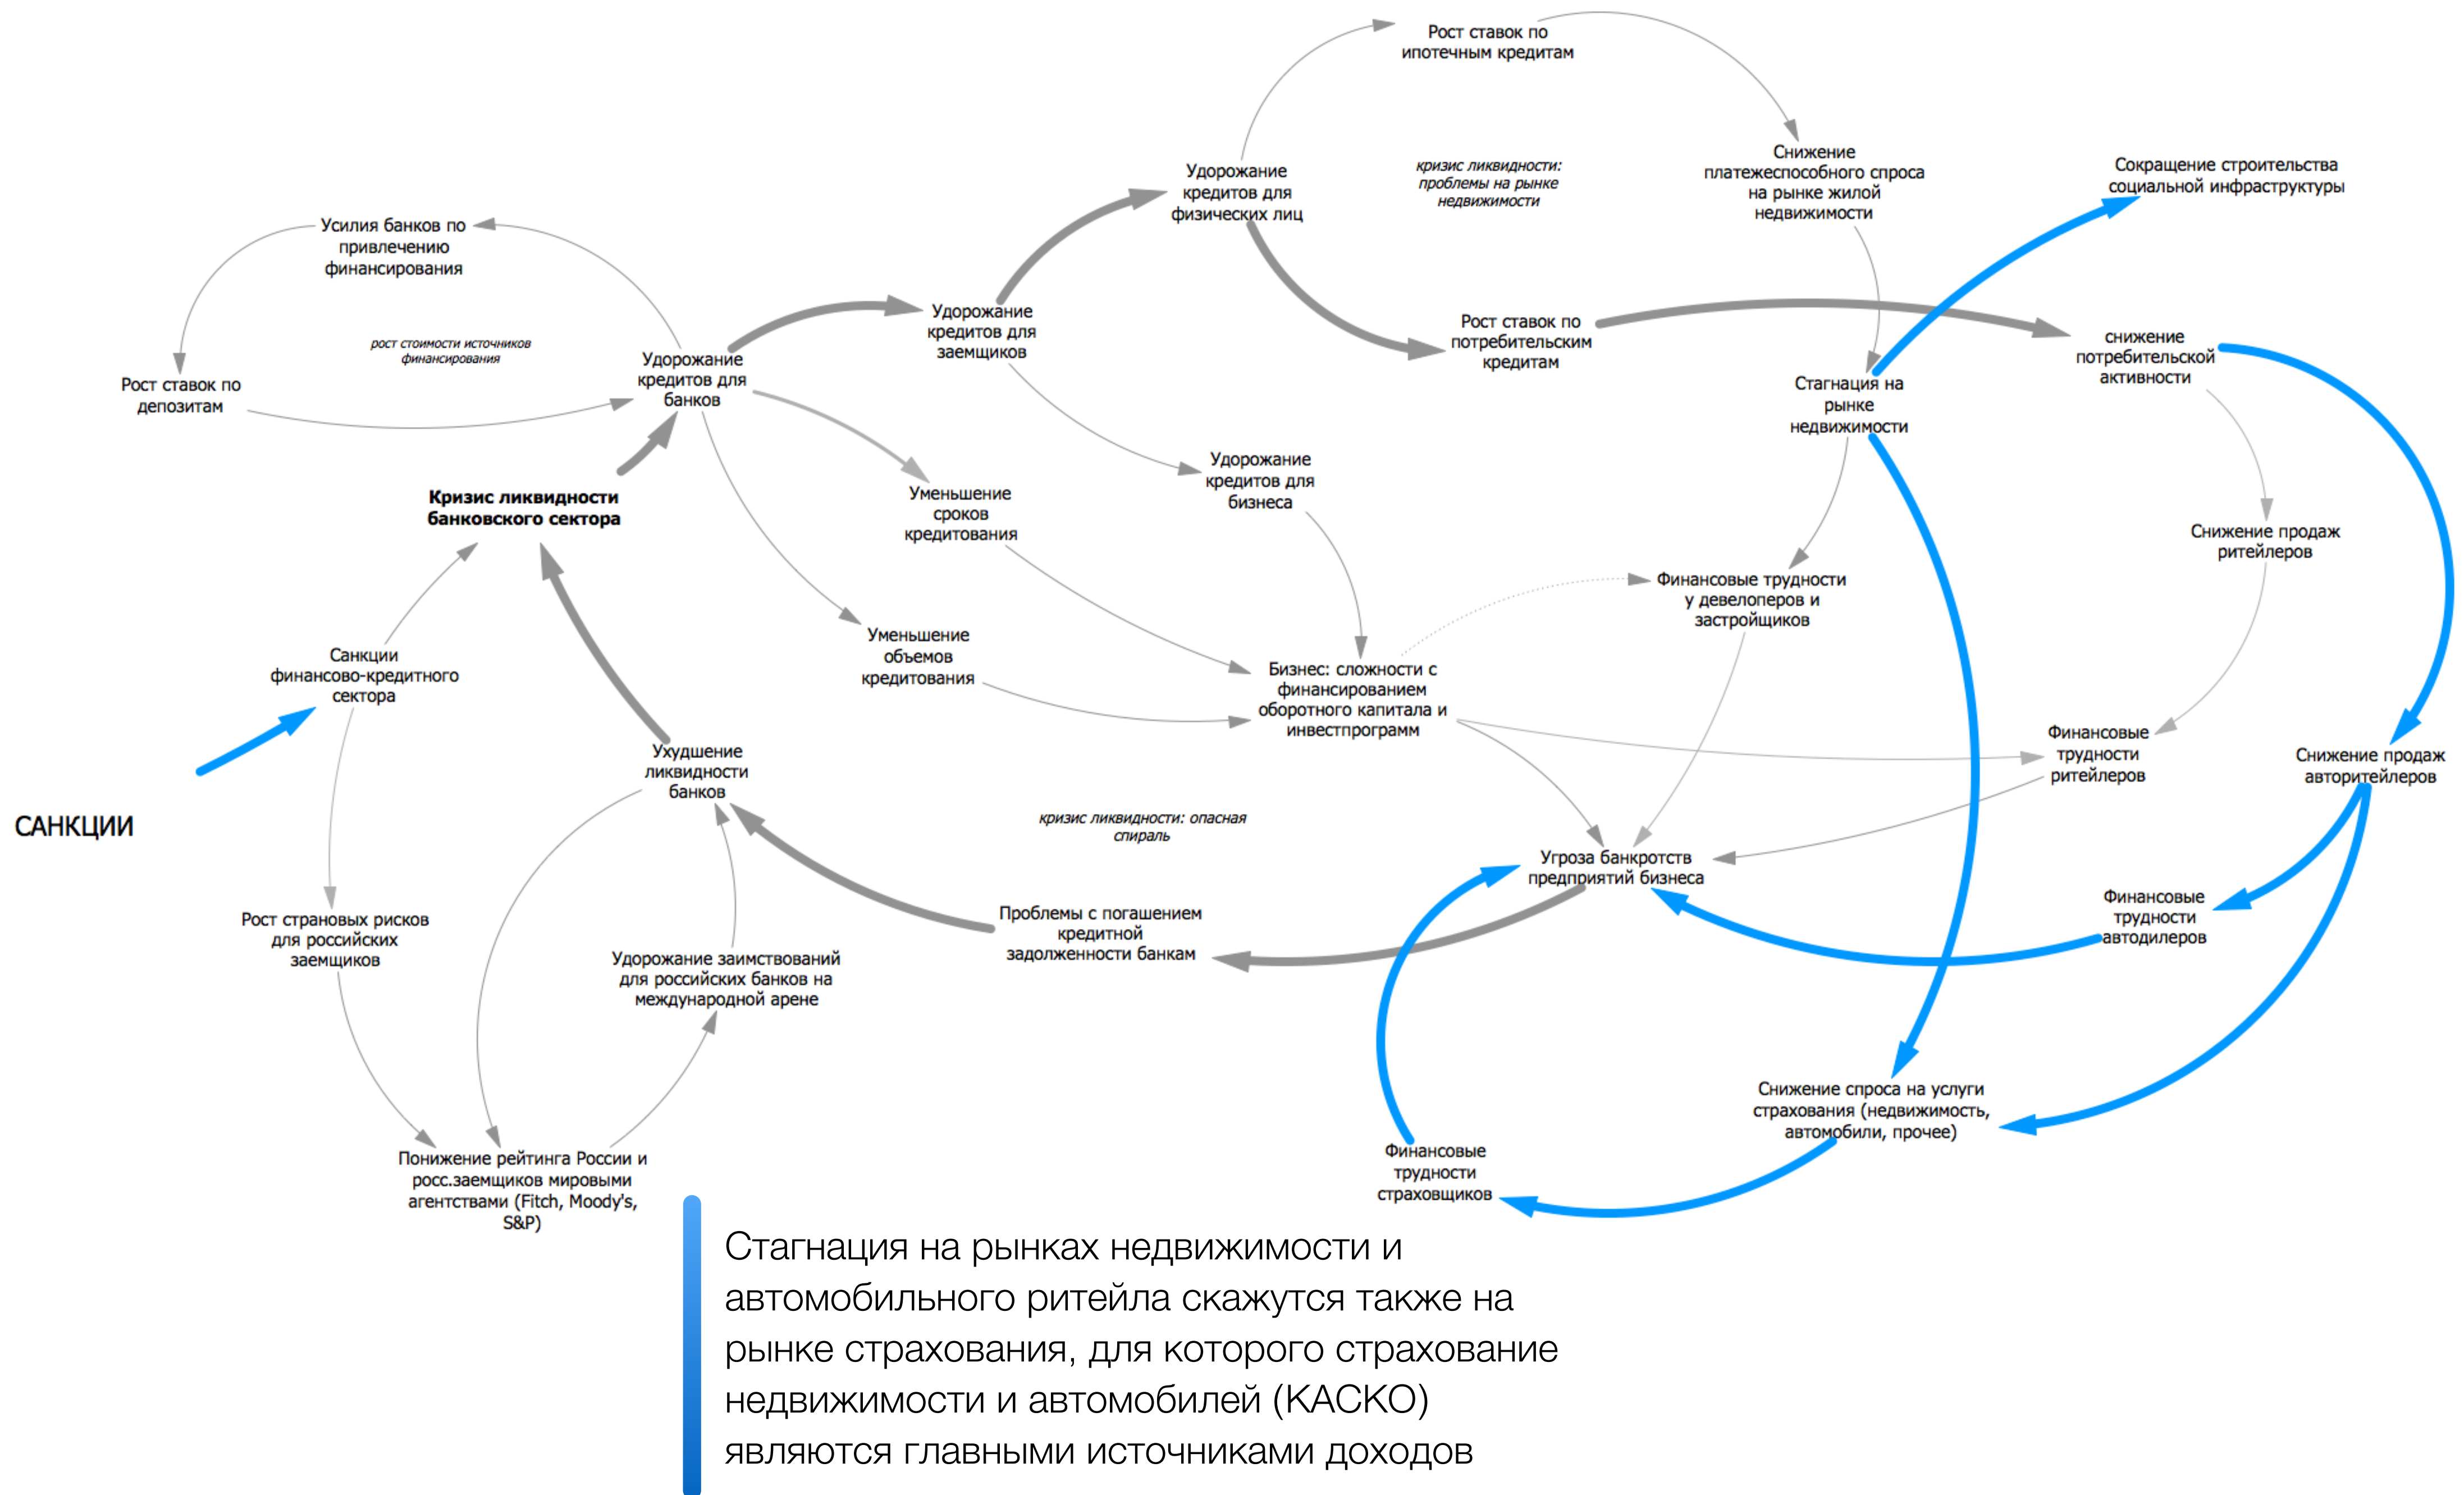 Рост ставок по
ипотечным кредитам
Удорожание
кредитов для
физических лиц
кризис ликвидности:
проблемы на рынке
недвижимости
Снижение
платежеспособного спроса
на рынке жилой
недвижимости
Сокращение строительства
социальной инфраструктуры
Усилия банков по
привлечению
финансирования
Удорожание
кредитов для
заемщиков
Рост ставок по
потребительским
кредитам
снижение
потребительской
активности
рост стоимости источников
финансирования
Рост ставок по
депозитам
Удорожание
кредитов для
банков
Стагнация на
рынке
недвижимости
Удорожание
кредитов для
бизнеса
Кризис ликвидности
банковского сектора
Уменьшение
сроков
кредитования
Снижение продаж
ритейлеров
Финансовые трудности
у девелоперов и
застройщиков
Уменьшение
объемов
кредитования
Санкции
финансово-кредитного
сектора
Бизнес: сложности с
финансированием
оборотного капитала и
инвестпрограмм
Финансовые
трудности
ритейлеров
Снижение продаж
авторитейлеров
Ухудшение
ликвидности
банков
САНКЦИИ
кризис ликвидности: опасная
спираль
Угроза банкротств
предприятий бизнеса
Финансовые
трудности
автодилеров
Рост страновых рисков
для российских
заемщиков
Проблемы с погашением
кредитной
задолженности банкам
Удорожание заимствований
для российских банков на
международной арене
Снижение спроса на услуги
страхования (недвижимость,
автомобили, прочее)
Финансовые
трудности
страховщиков
Понижение рейтинга России и
росс.заемщиков мировыми
агентствами (Fitch, Moody's,
S&P)
Стагнация на рынках недвижимости и
автомобильного ритейла скажутся также на
рынке страхования, для которого страхование
недвижимости и автомобилей (КАСКО)
являются главными источниками доходов